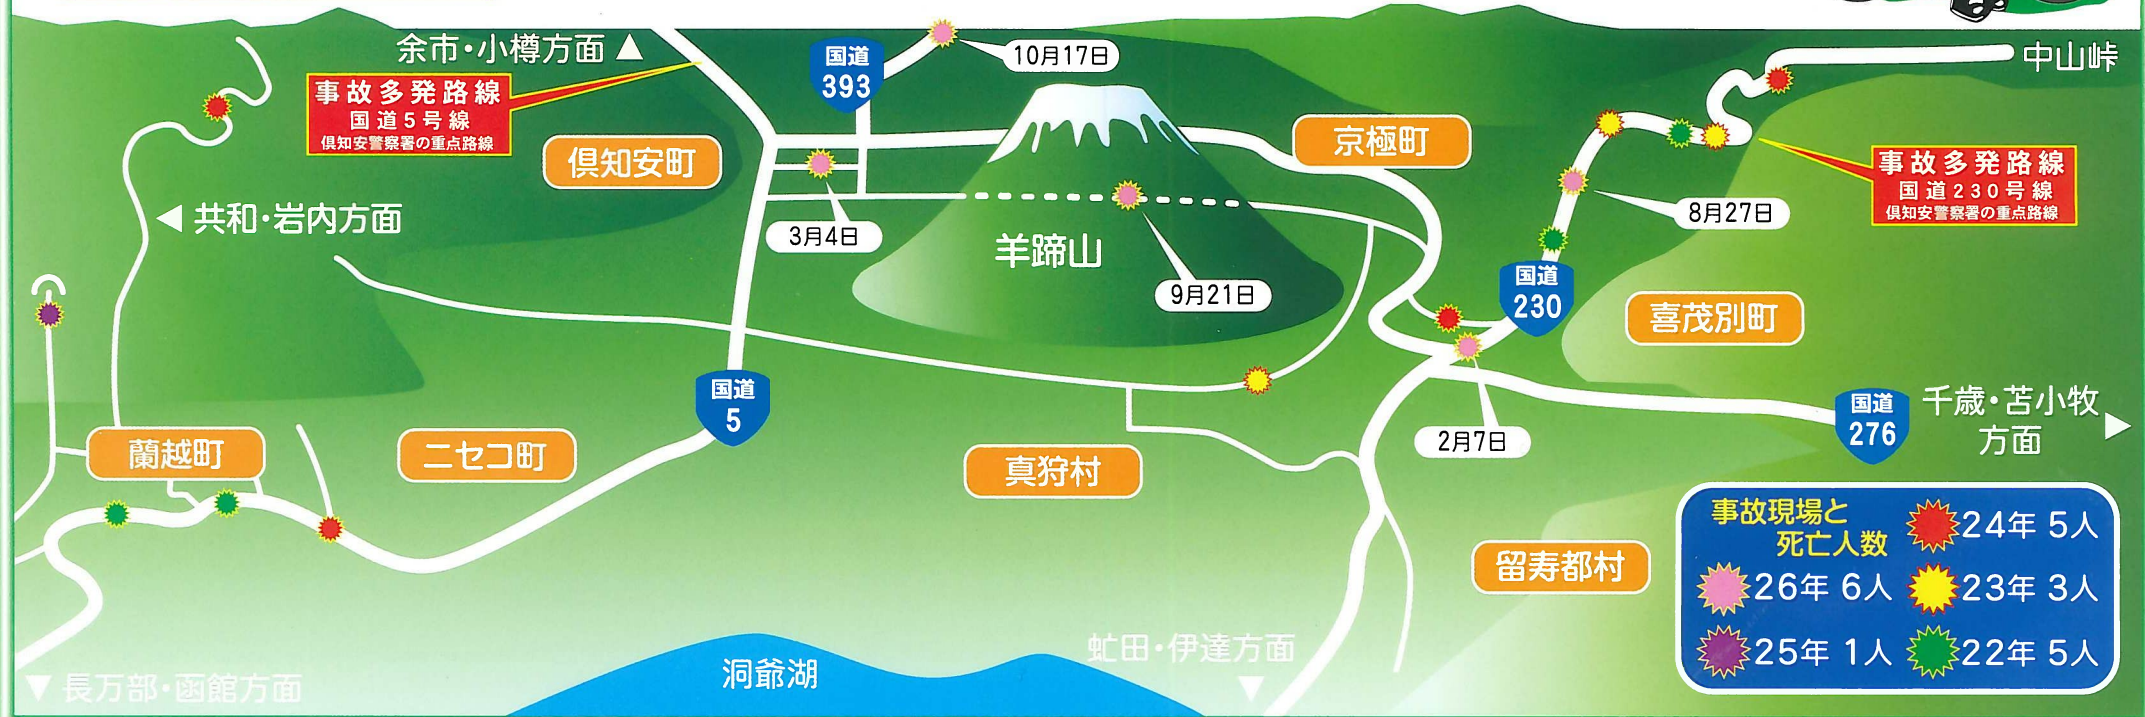 余市・小樽方面 ▲
国道
393
10月17日
中山峠
事故多発路線
国道5号線
倶知安警察署の重点路線
倶知安町
京極町
事故多発路線
国道230号線
倶知安警察署の重点路線
◀ 共和・岩内方面
3月4日
羊蹄山
9月21日
8月27日
国道
230
喜茂別町
国道
5
2月7日
国道
276
千歳・苫小牧
方面 ▶
蘭越町
ニセコ町
真狩村
留寿都村
事故現場と
死亡人数
24年 5人
26年 6人
23年 3人
25年 1人
22年 5人
洞爺湖
虻田・伊達方面
▼
▼ 長万部・函館方面